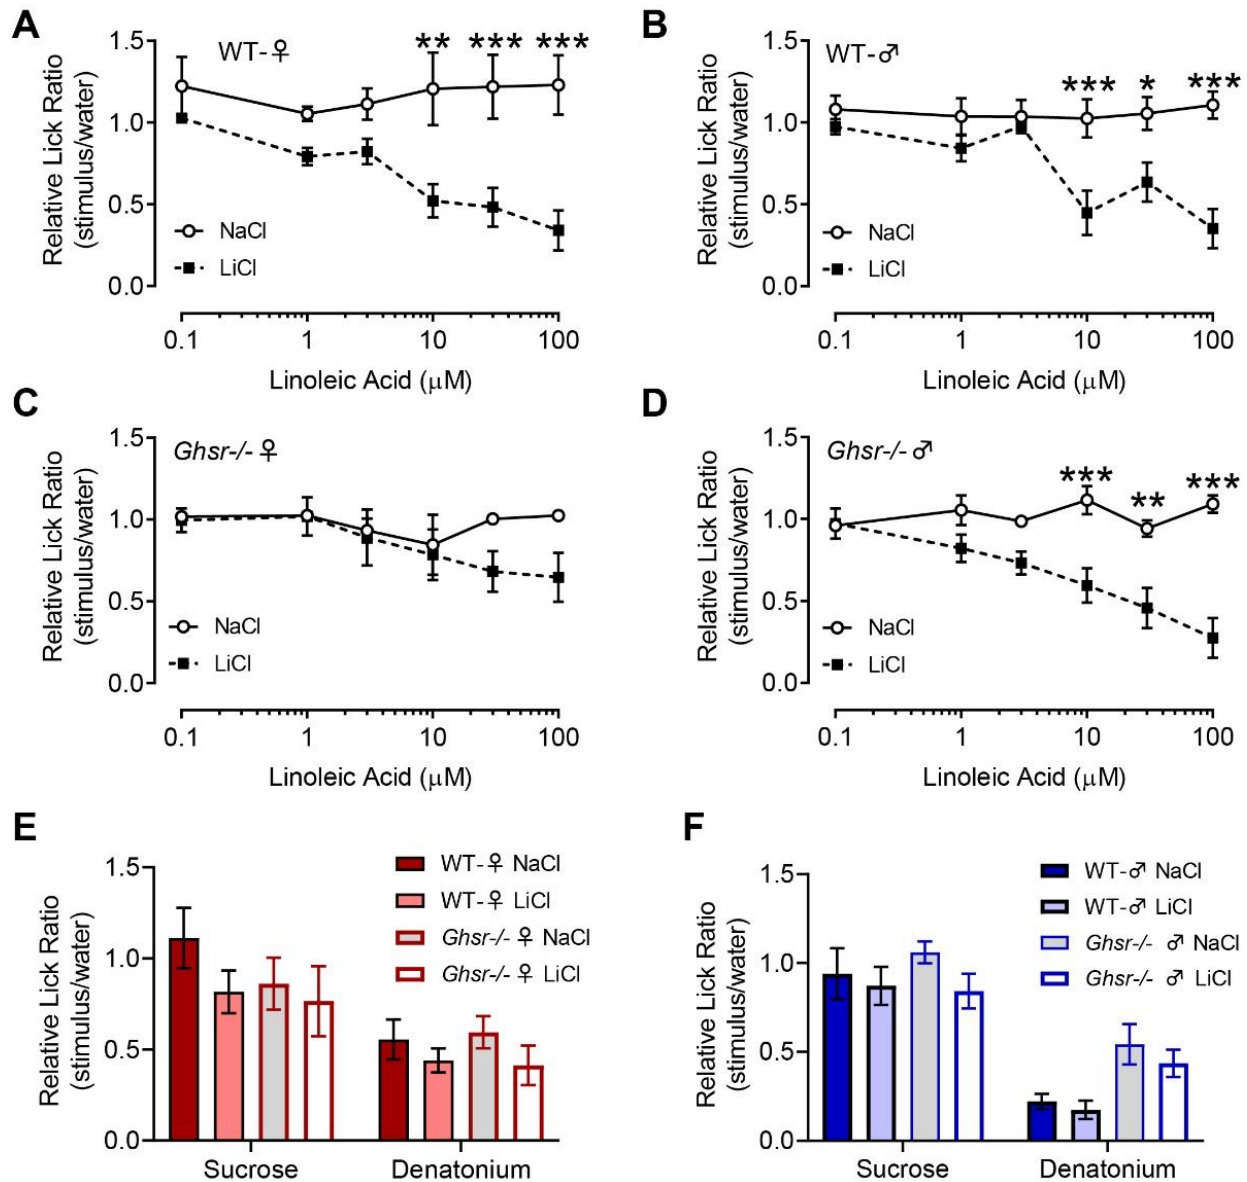 A
WT-♀
** *** ***
1.5
1.0
0.5
0.0
Relative Lick Ratio
(stimulus/water)
NaCl
LiCl
0.1 1 10 100
Linoleic Acid (μM)
B
WT-♂
*** * ***
1.5
1.0
0.5
0.0
Relative Lick Ratio
(stimulus/water)
NaCl
LiCl
0.1 1 10 100
Linoleic Acid (μM)
C
Ghsr-/- ♀
1.5
1.0
0.5
0.0
Relative Lick Ratio
(stimulus/water)
NaCl
LiCl
0.1 1 10 100
Linoleic Acid (μM)
D
Ghsr-/- ♂
*** ** ***
1.5
1.0
0.5
0.0
Relative Lick Ratio
(stimulus/water)
NaCl
LiCl
0.1 1 10 100
Linoleic Acid (μM)
E
WT-♀ NaCl
WT-♀ LiCl
Ghsr-/- ♀ NaCl
Ghsr-/- ♀ LiCl
1.5
1.0
0.5
0.0
Relative Lick Ratio
(stimulus/water)
Sucrose Denatonium
F
WT-♂ NaCl
WT-♂ LiCl
Ghsr-/- ♂ NaCl
Ghsr-/- ♂ LiCl
1.5
1.0
0.5
0.0
Relative Lick Ratio
(stimulus/water)
Sucrose Denatonium